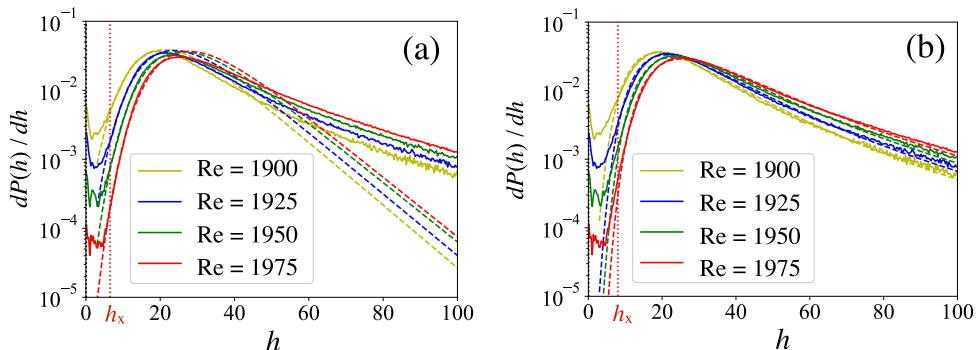 (a)
dP(h) / dh
10⁻¹
10⁻²
10⁻³
10⁻⁴
10⁻⁵
Re = 1900
Re = 1925
Re = 1950
Re = 1975
0 20 40 60 80 100
hₓ
h
(b)
dP(h) / dh
10⁻¹
10⁻²
10⁻³
10⁻⁴
10⁻⁵
Re = 1900
Re = 1925
Re = 1950
Re = 1975
0 20 40 60 80 100
hₓ
h